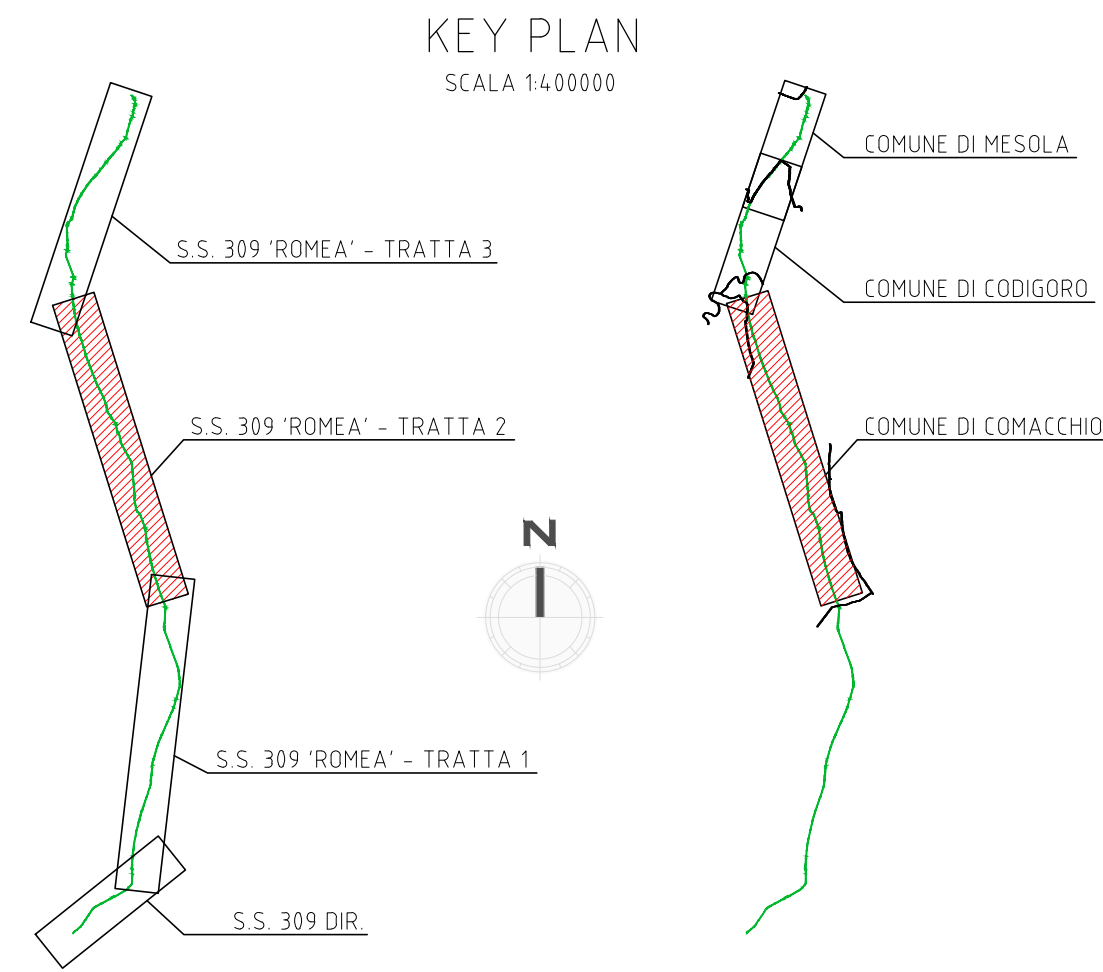 KEY PLAN
SCALA 1:400000
S.S. 309 'ROMEA' - TRATTA 3
S.S. 309 'ROMEA' - TRATTA 2
S.S. 309 'ROMEA' - TRATTA 1
S.S. 309 DIR.
N
COMUNE DI MESOLA
COMUNE DI CODIGORO
COMUNE DI COMACCHIO